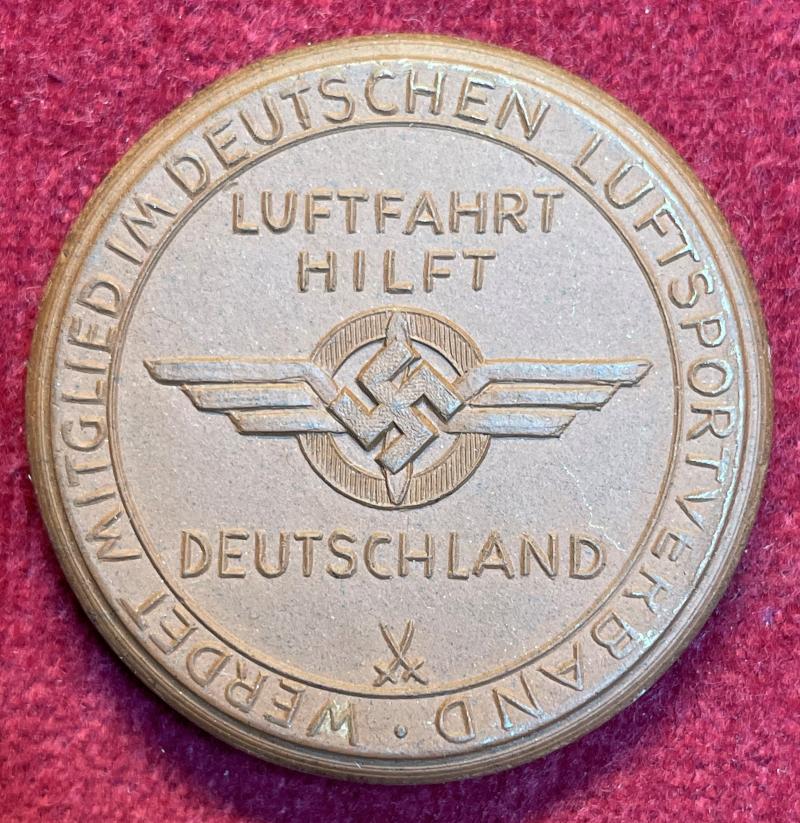 WERDET MITGLIED IM DEUTSCHEN LUFTSPORTVERBAND ·
LUFTFAHRT
HILFT
DEUTSCHLAND